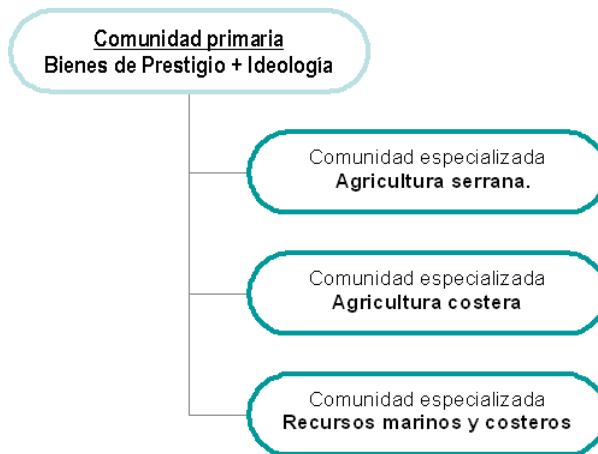 Comunidad primaria
Bienes de Prestigio + Ideología
Comunidad especializada
Agricultura serrana.
Comunidad especializada
Agricultura costera
Comunidad especializada
Recursos marinos y costeros